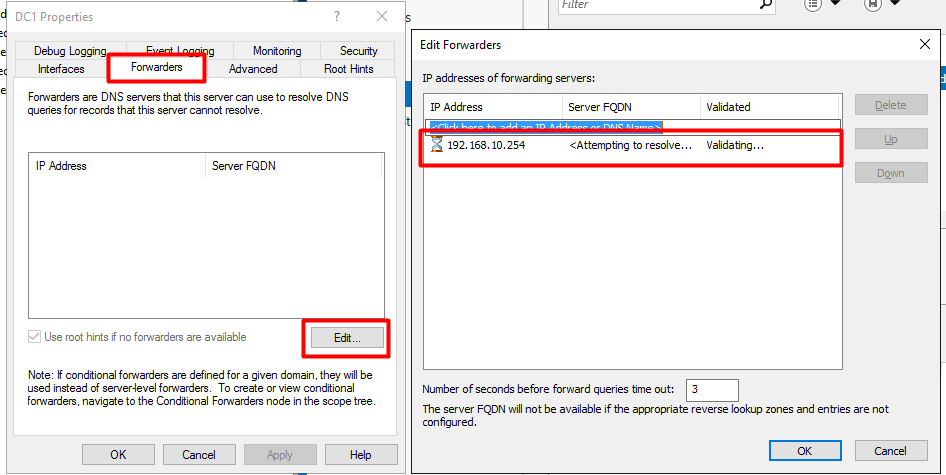 DC1 Properties
?
Debug Logging
Event Logging
Monitoring
Security
Interfaces
Forwarders
Advanced
Root Hints
Forwarders are DNS servers that this server can use to resolve DNS
queries for records that this server cannot resolve.
IP Address
Server FQDN
Use root hints if no forwarders are available
Edit...
Note: If conditional forwarders are defined for a given domain, they will be
used instead of server-level forwarders. To create or view conditional
forwarders, navigate to the Conditional Forwarders node in the scope tree.
OK
Cancel
Apply
Help
Filter
Edit Forwarders
IP addresses of forwarding servers:
IP Address
Server FQDN
Validated
<Click here to add an IP Address or DNS Name>
192.168.10.254
<Attempting to resolve...
Validating...
Delete
Up
Down
Number of seconds before forward queries time out:
3
The server FQDN will not be available if the appropriate reverse lookup zones and entries are not
configured.
OK
Cancel